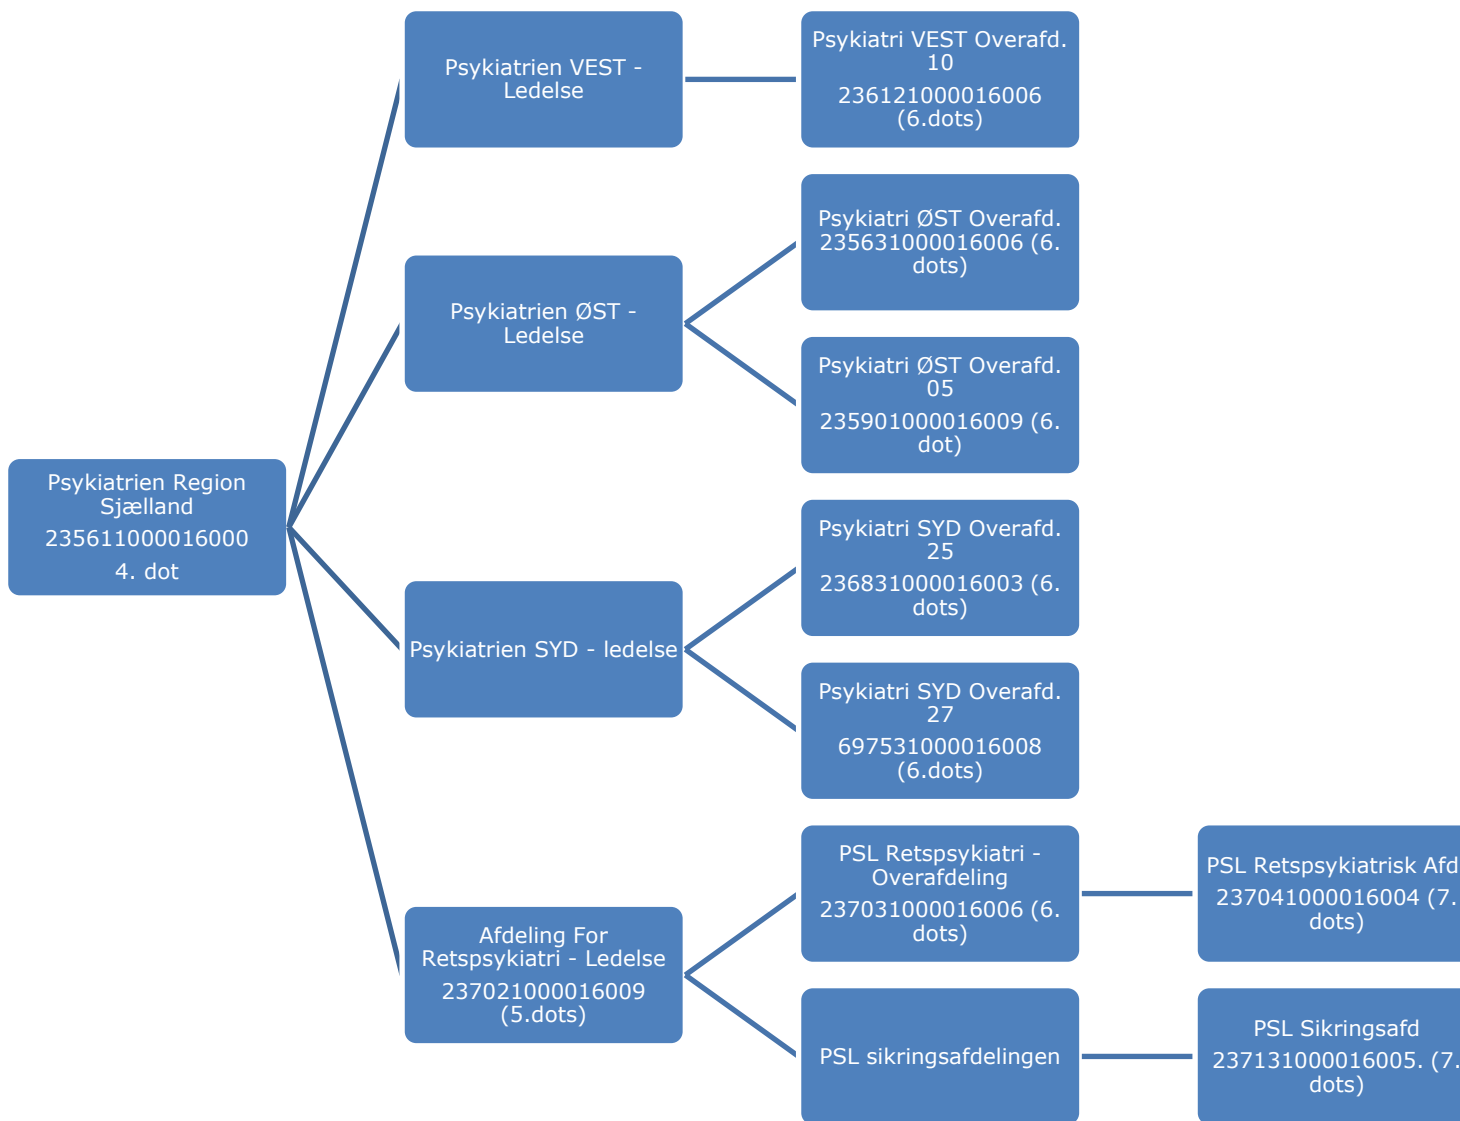 Psykiatrien Region
Sjælland
235611000016000
4. dot
Psykiatrien VEST -
Ledelse
Psykiatri VEST Overafd.
10
236121000016006
(6.dots)
Psykiatrien ØST -
Ledelse
Psykiatri ØST Overafd.
235631000016006 (6.
dots)
Psykiatri ØST Overafd.
05
235901000016009 (6.
dot)
Psykiatrien SYD - ledelse
Psykiatri SYD Overafd.
25
236831000016003 (6.
dots)
Psykiatri SYD Overafd.
27
697531000016008
(6.dots)
Afdeling For
Retspsykiatri - Ledelse
237021000016009
(5.dots)
PSL Retspsykiatri -
Overafdeling
237031000016006 (6.
dots)
PSL Retspsykiatrisk Afd
237041000016004 (7.
dots)
PSL sikringsafdelingen
PSL Sikringsafd
237131000016005. (7.
dots)